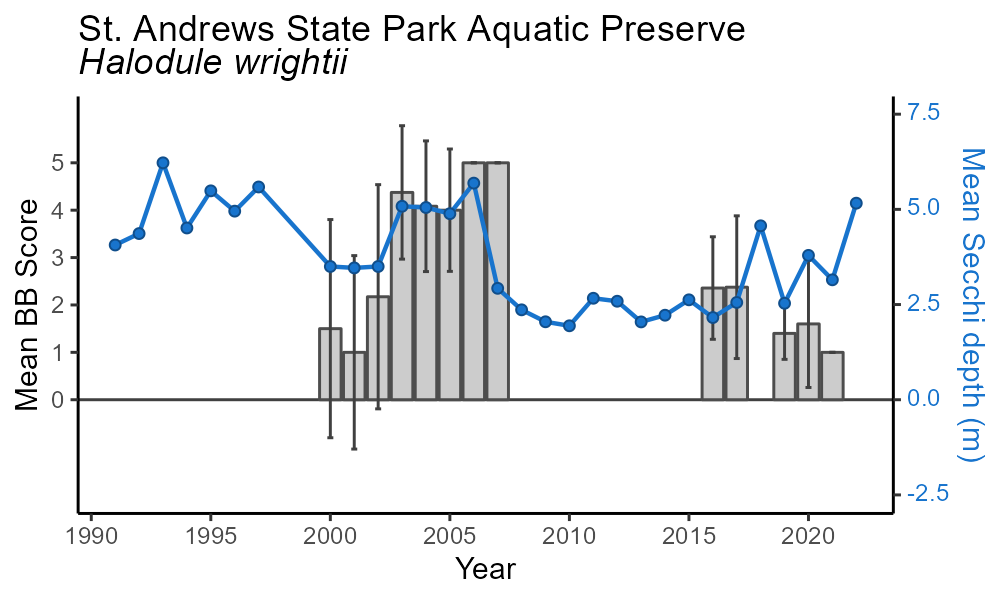 St. Andrews State Park Aquatic Preserve
Halodule wrightii
Mean BB Score
5
4
3
2
1
0
7.5
5.0
2.5
0.0
-2.5
Mean Secchi depth (m)
1990 1995 2000 2005 2010 2015 2020
Year